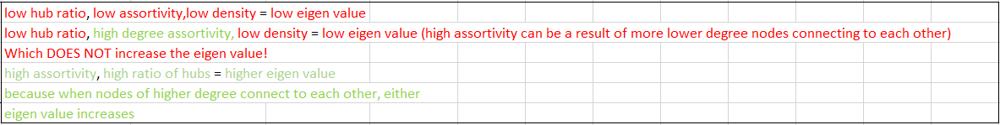 low hub ratio, low assortivity,low density = low eigen value
low hub ratio, high degree assortivity, low density = low eigen value (high assortivity can be a result of more lower degree nodes connecting to each other)
Which DOES NOT increase the eigen value!
high assortivity, high ratio of hubs = higher eigen value
because when nodes of higher degree connect to each other, either
eigen value increases